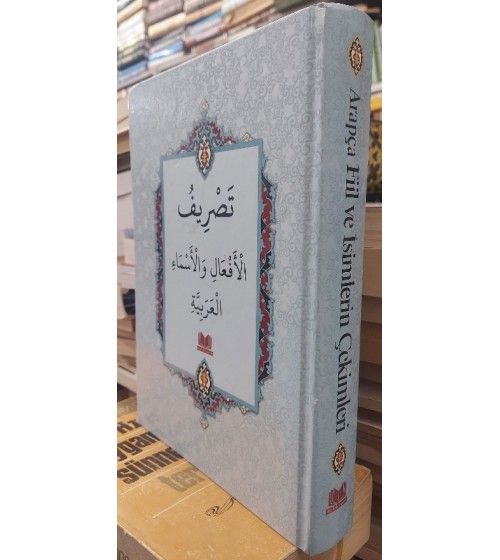 تَصْرِيفُ
الْأَفْعَالِ وَالْأَسْمَاءِ
الْعَرَبِيَّةِ
Arapça Fiil ve İsimlerin Çekimleri